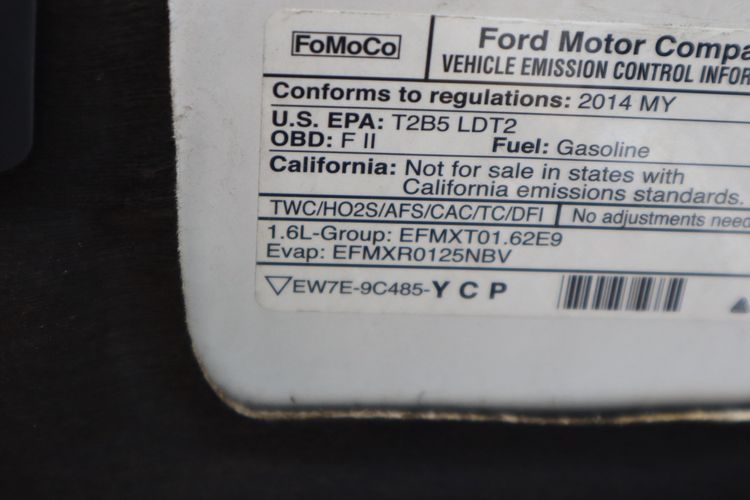 FoMoCo
Ford Motor Compa
VEHICLE EMISSION CONTROL INFOR
Conforms to regulations: 2014 MY
U.S. EPA: T2B5 LDT2
OBD: F II Fuel: Gasoline
California: Not for sale in states with
California emissions standards.
TWC/HO2S/AFS/CAC/TC/DFI No adjustments need
1.6L-Group: EFMXT01.62E9
Evap: EFMXR0125NBV
EW7E-9C485-Y C P